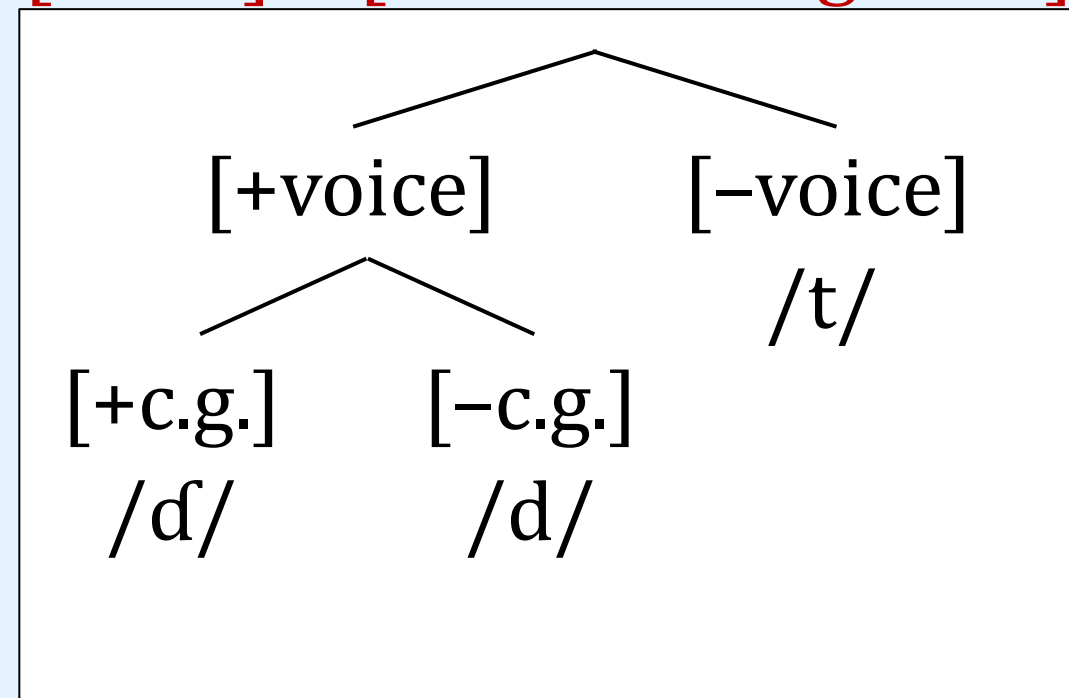 [+voice] [–voice]
/t/
[+c.g.] [–c.g.]
/ɗ/ /d/